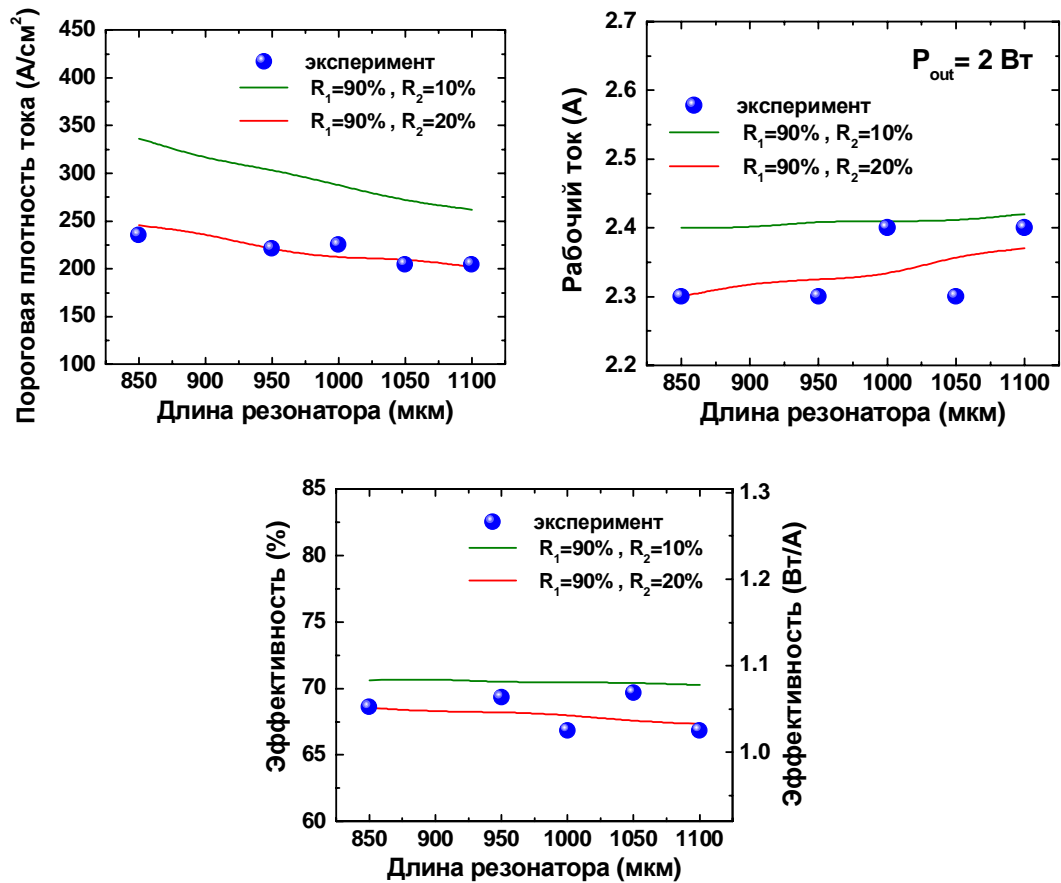 Пороговая плотность тока (А/см²)
450
400
350
300
250
200
150
100
эксперимент
R₁=90% , R₂=10%
R₁=90% , R₂=20%
850 900 950 1000 1050 1100
Длина резонатора (мкм)
Рабочий ток (А)
2.7
2.6
2.5
2.4
2.3
2.2
P_out= 2 Вт
эксперимент
R₁=90% , R₂=10%
R₁=90% , R₂=20%
850 900 950 1000 1050 1100
Длина резонатора (мкм)
Эффективность (%)
85
80
75
70
65
60
эксперимент
R₁=90% , R₂=10%
R₁=90% , R₂=20%
1.3
1.2
1.1
1.0
Эффективность (Вт/А)
850 900 950 1000 1050 1100
Длина резонатора (мкм)